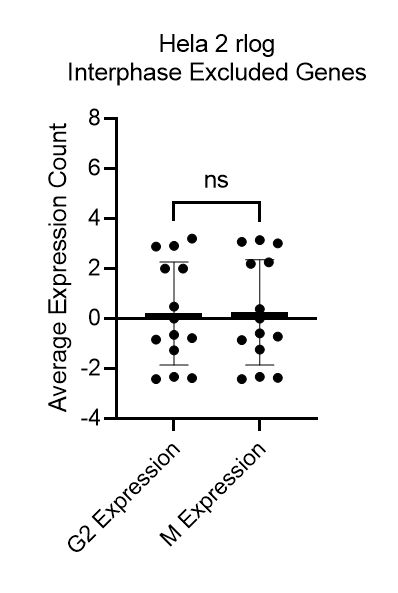 Hela 2 rlog
Interphase Excluded Genes
Average Expression Count
8
6
4
2
0
-2
-4
ns
G2 Expression
M Expression